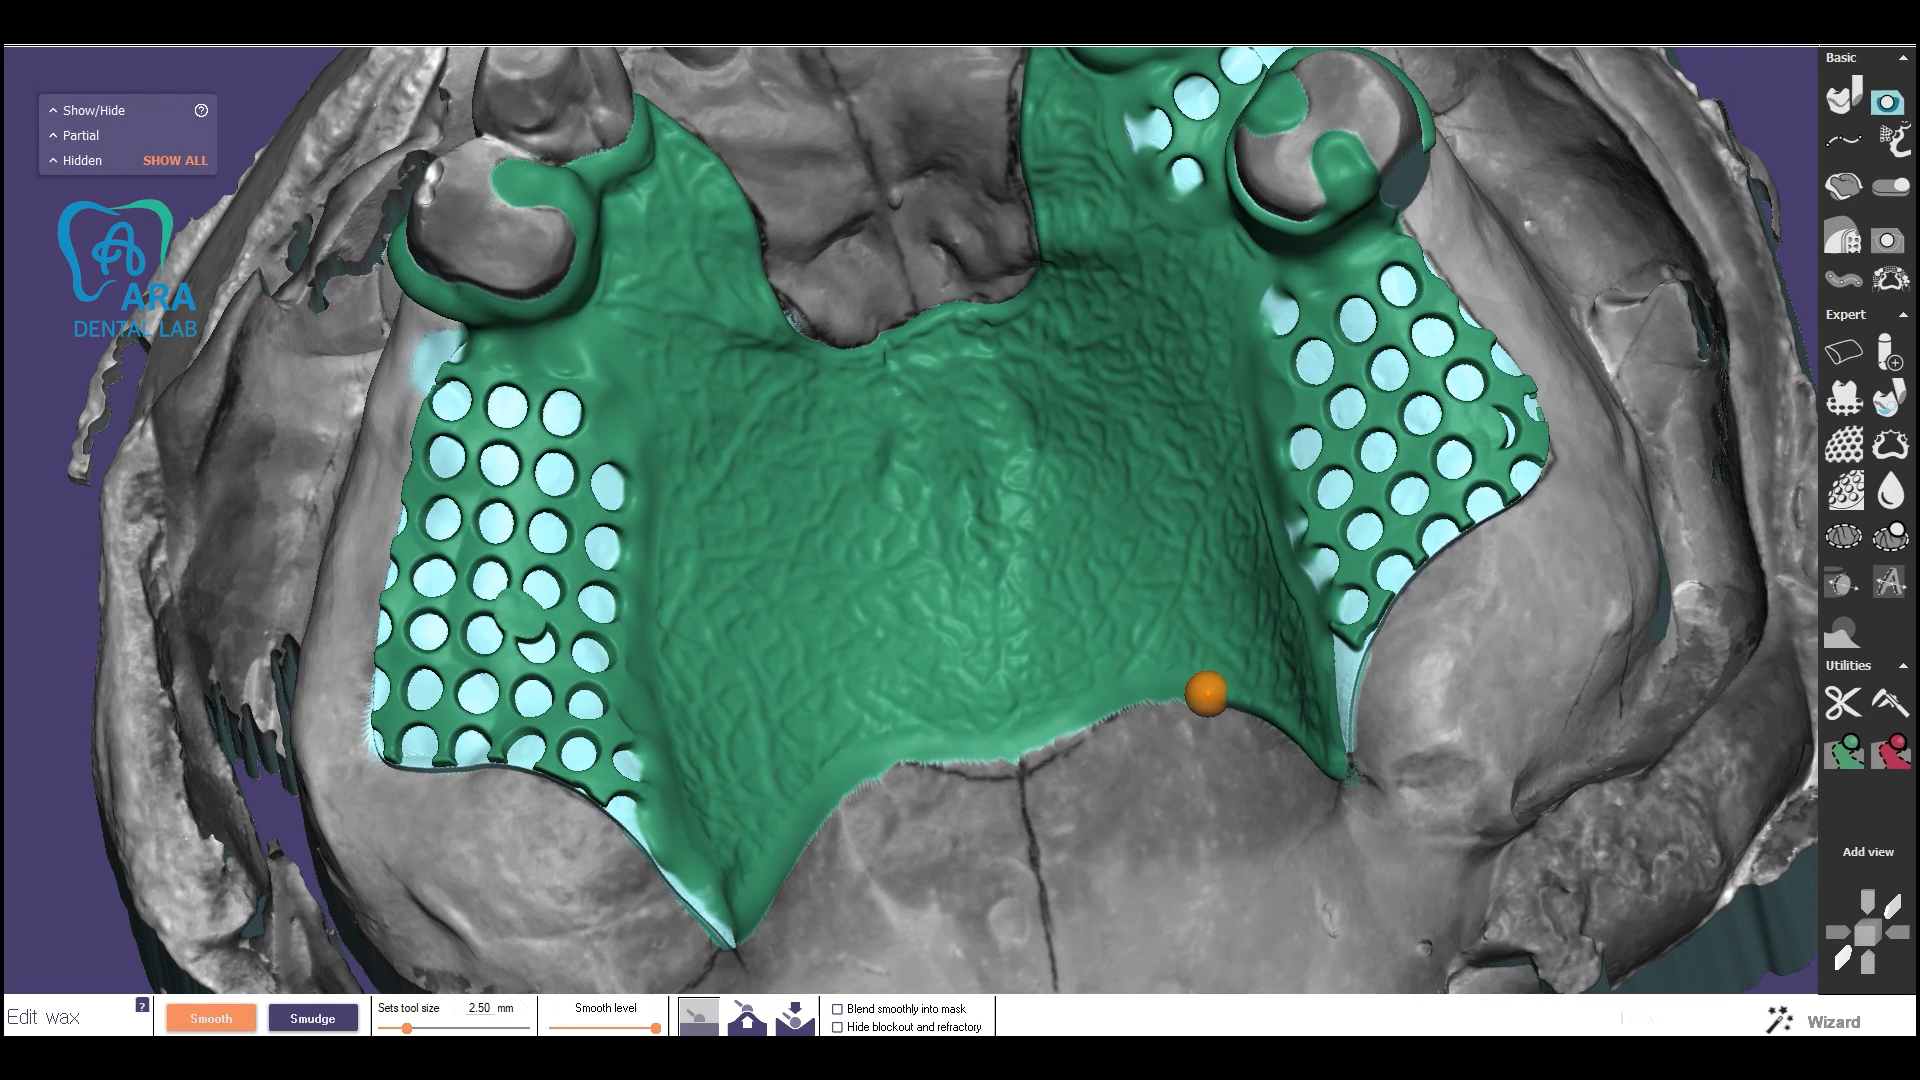 Show/Hide
Partial
Hidden SHOW ALL
ARA
DENTAL LAB
Basic
Expert
Utilities
Add view
Edit wax
?
Smooth
Smudge
Sets tool size 2.50 mm
Smooth level
Blend smoothly into mask
Hide blockout and refractory
Wizard